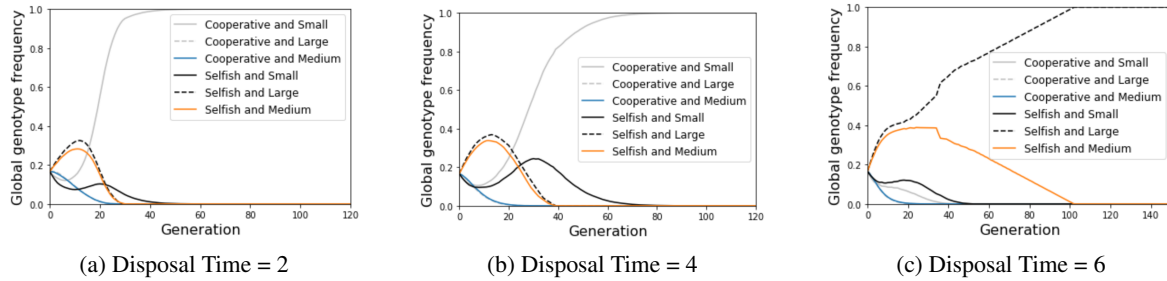 Global genotype frequency
1.0
0.8
0.6
0.4
0.2
0.0
0
20
40
60
80
100
120
Generation
Cooperative and Small
Cooperative and Large
Cooperative and Medium
Selfish and Small
Selfish and Large
Selfish and Medium
(a) Disposal Time = 2
Global genotype frequency
1.0
0.8
0.6
0.4
0.2
0.0
0
20
40
60
80
100
120
Generation
Cooperative and Small
Cooperative and Large
Cooperative and Medium
Selfish and Small
Selfish and Large
Selfish and Medium
(b) Disposal Time = 4
Global genotype frequency
1.0
0.8
0.6
0.4
0.2
0.0
0
20
40
60
80
100
120
140
Generation
Cooperative and Small
Cooperative and Large
Cooperative and Medium
Selfish and Small
Selfish and Large
Selfish and Medium
(c) Disposal Time = 6